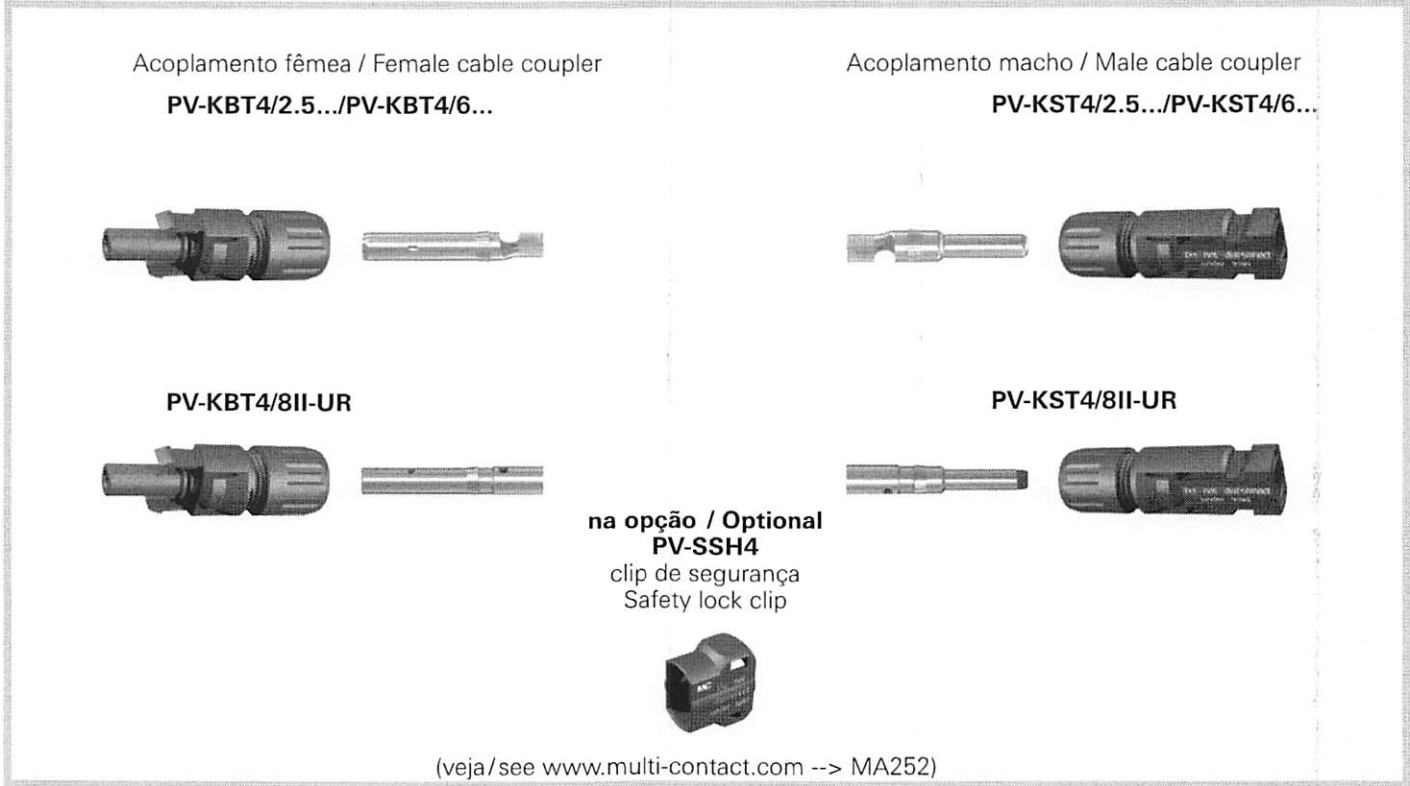 Acoplamento fêmea / Female cable coupler
PV-KBT4/2.5.../PV-KBT4/6...
Acoplamento macho / Male cable coupler
PV-KST4/2.5.../PV-KST4/6...
PV-KBT4/8II-UR
PV-KST4/8II-UR
na opção / Optional
PV-SSH4
clip de segurança
Safety lock clip
(veja/see www.multi-contact.com --> MA252)